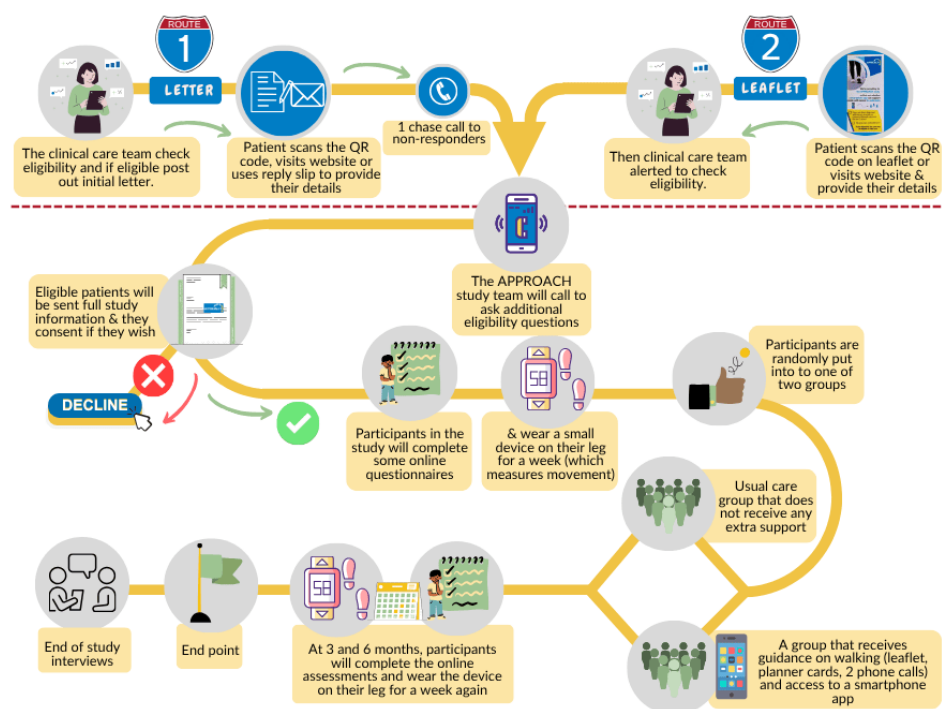 ROUTE
1
LETTER
The clinical care team check
eligibility and if eligible post
out initial letter.
Patient scans the QR
code, visits website or
uses reply slip to provide
their details
1 chase call to
non-responders
ROUTE
2
LEAFLET
Then clinical care team
alerted to check
eligibility.
Patient scans the QR
code on leaflet or
visits website &
provide their details
The APPROACH
study team will call to
ask additional
eligibility questions
Eligible patients will
be sent full study
information & they
consent if they wish
DECLINE
Participants in the
study will complete
some online
questionnaires
58
& wear a small
device on their leg
for a week (which
measures movement)
Participants are
randomly put
into to one of
two groups
Usual care
group that does
not receive any
extra support
A group that receives
guidance on walking (leaflet,
planner cards, 2 phone calls)
and access to a smartphone
app
58
At 3 and 6 months, participants
will complete the online
assessments and wear the device
on their leg for a week again
End point
End of study
interviews